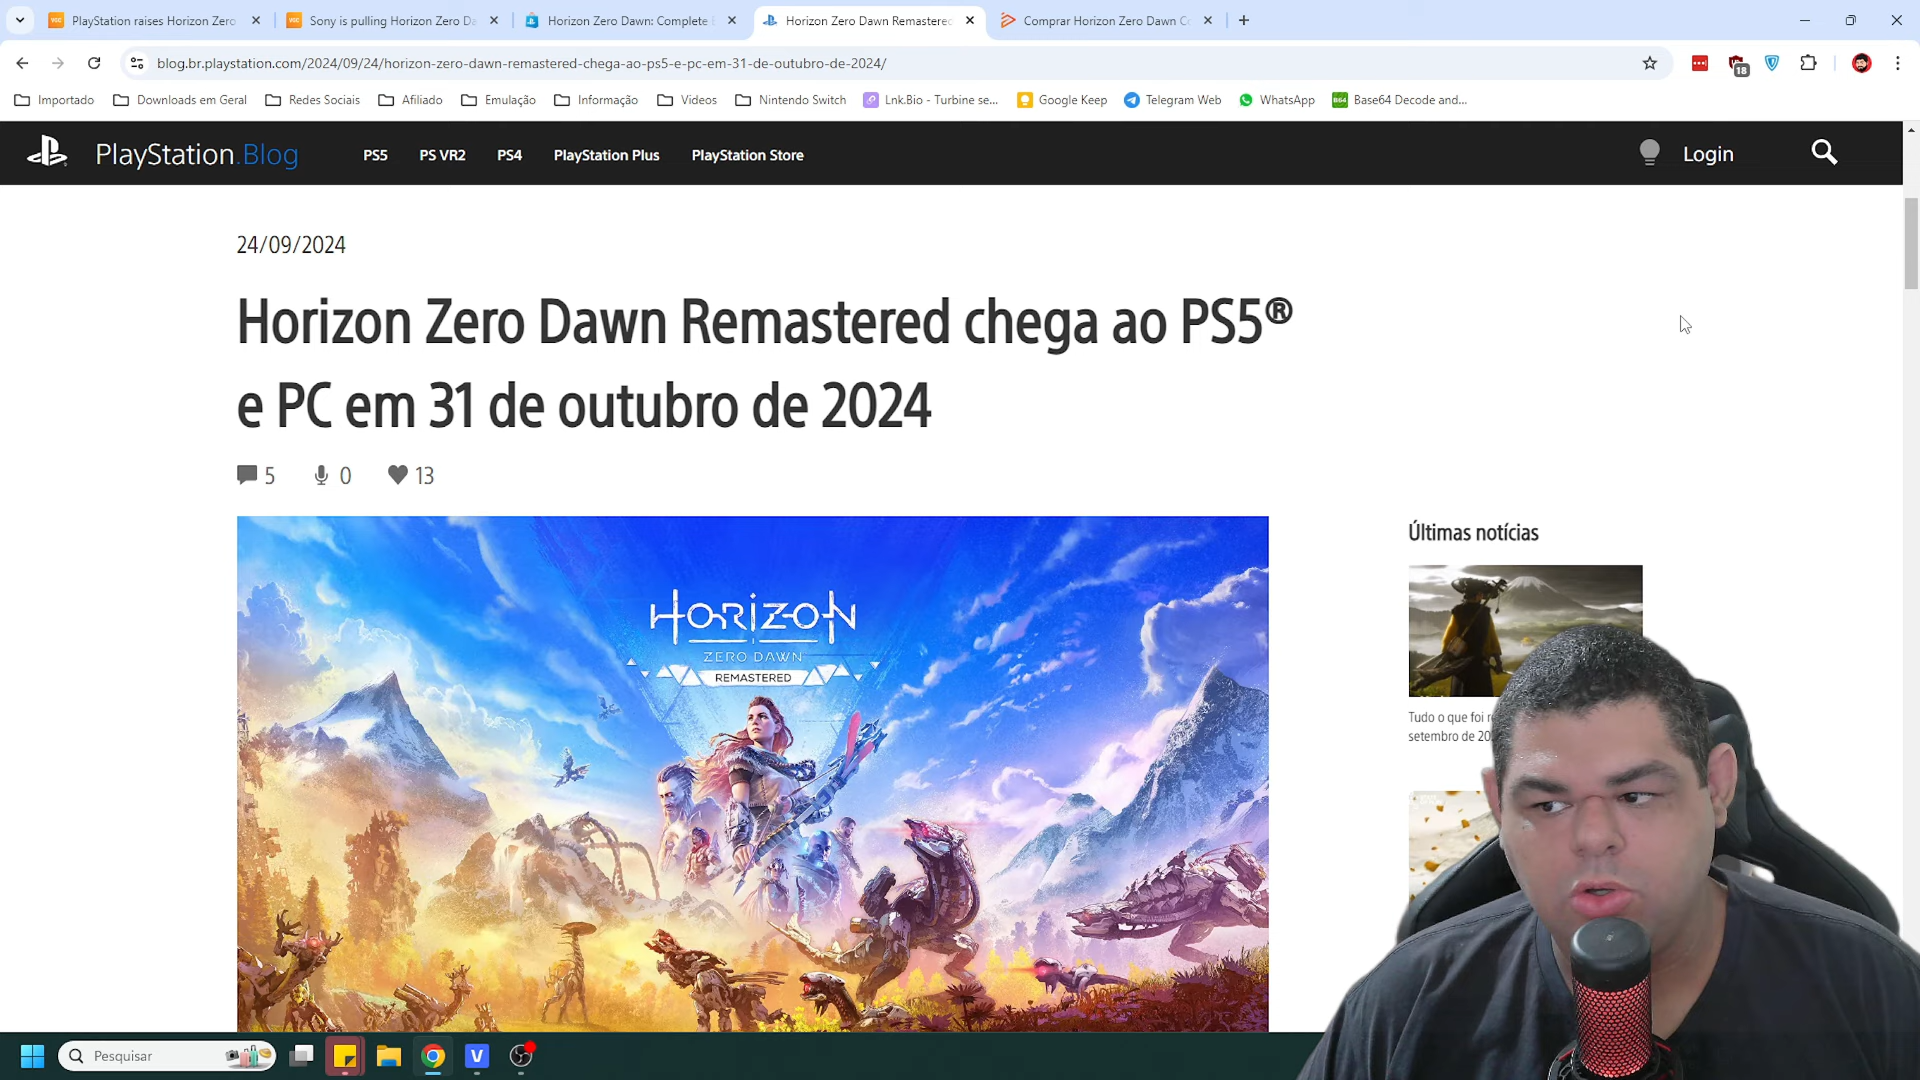 PlayStation raises Horizon Zero
Sony is pulling Horizon Zero Da
Horizon Zero Dawn: Complete
Horizon Zero Dawn Remastered
Comprar Horizon Zero Dawn C
blog.br.playstation.com/2024/09/24/horizon-zero-dawn-remastered-chega-ao-ps5-e-pc-em-31-de-outubro-de-2024/
18
Importado
Downloads em Geral
Redes Sociais
Afiliado
Emulação
Informação
Videos
Nintendo Switch
Lnk.Bio - Turbine se...
Google Keep
Telegram Web
WhatsApp
B64
Base64 Decode and...
PlayStation.Blog
PS5
PS VR2
PS4
PlayStation Plus
PlayStation Store
Login
24/09/2024
Horizon Zero Dawn Remastered chega ao PS5®
e PC em 31 de outubro de 2024
5
0
13
HORIZON
ZERO DAWN
REMASTERED
Últimas notícias
Tudo o que foi
setembro de 20
Pesquisar